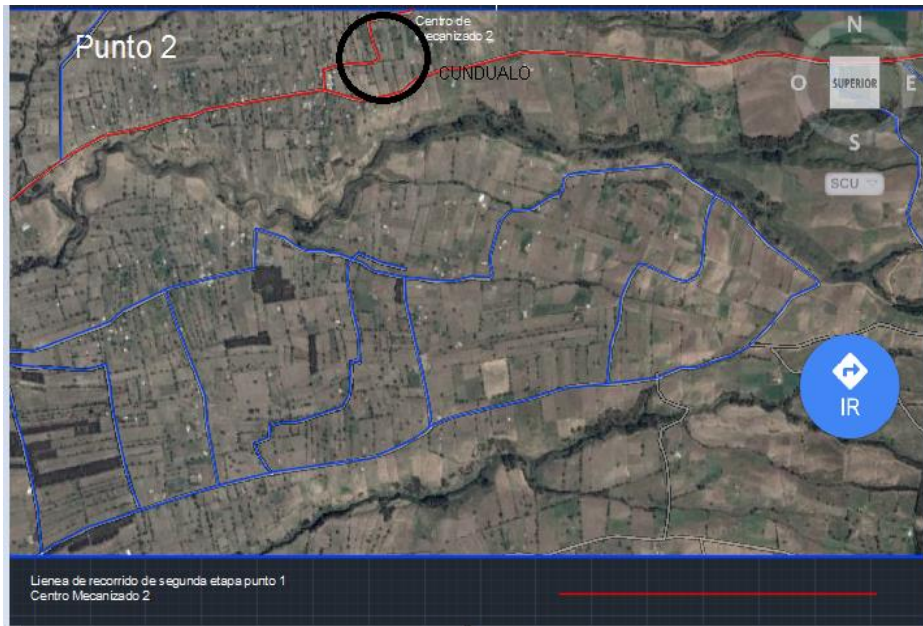 Punto 2
Centro de
ecanizado 2
CUNDUALÓ
N
O
SUPERIOR
E
S
SCU
IR
Lienea de recorrido de segunda etapa punto 1
Centro Mecanizado 2